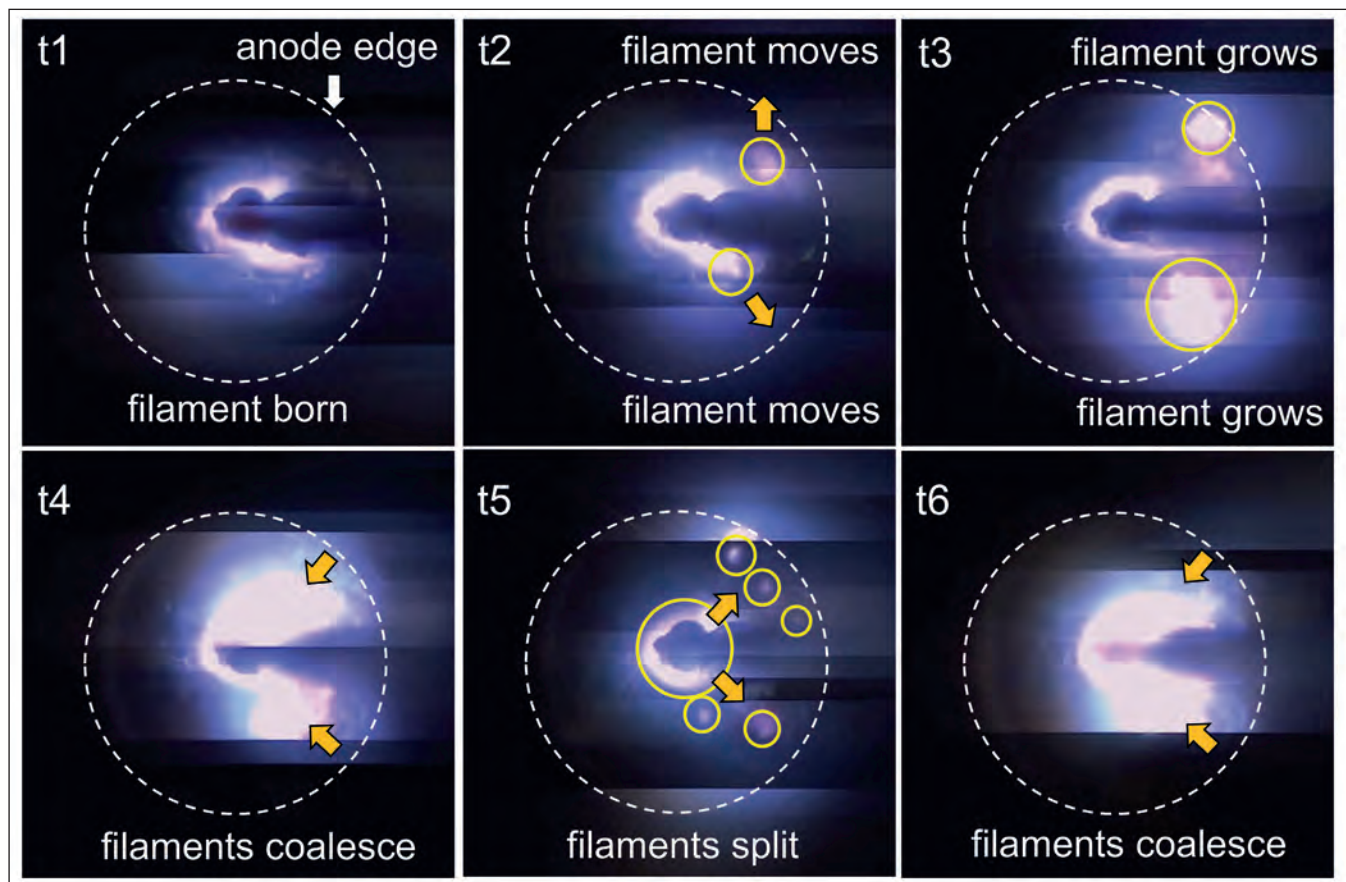 t1
anode edge
filament born
t2
filament moves
filament moves
t3
filament grows
filament grows
t4
filaments coalesce
t5
filaments split
t6
filaments coalesce